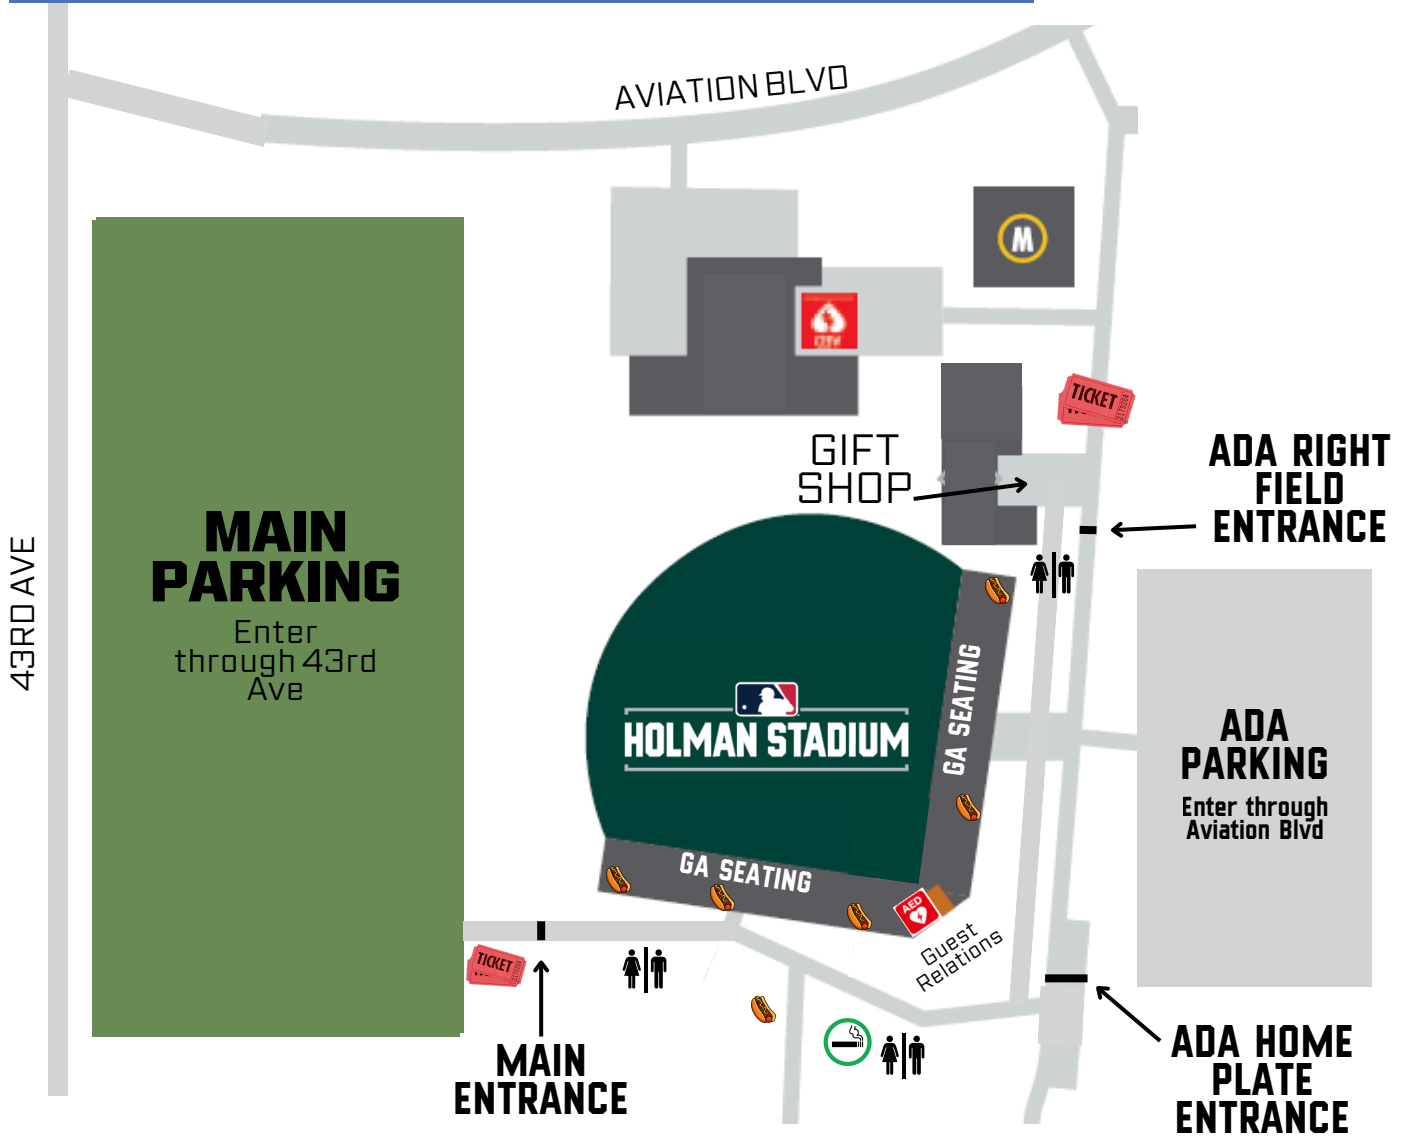 AVIATION BLVD
M
TICKET
GIFT
SHOP
ADA RIGHT
FIELD
ENTRANCE
MAIN
PARKING
Enter
through 43rd
Ave
43RD AVE
GA SEATING
HOLMAN STADIUM
ADA
PARKING
Enter through
Aviation Blvd
GA SEATING
AED
Guest
Relations
TICKET
MAIN
ENTRANCE
ADA HOME
PLATE
ENTRANCE